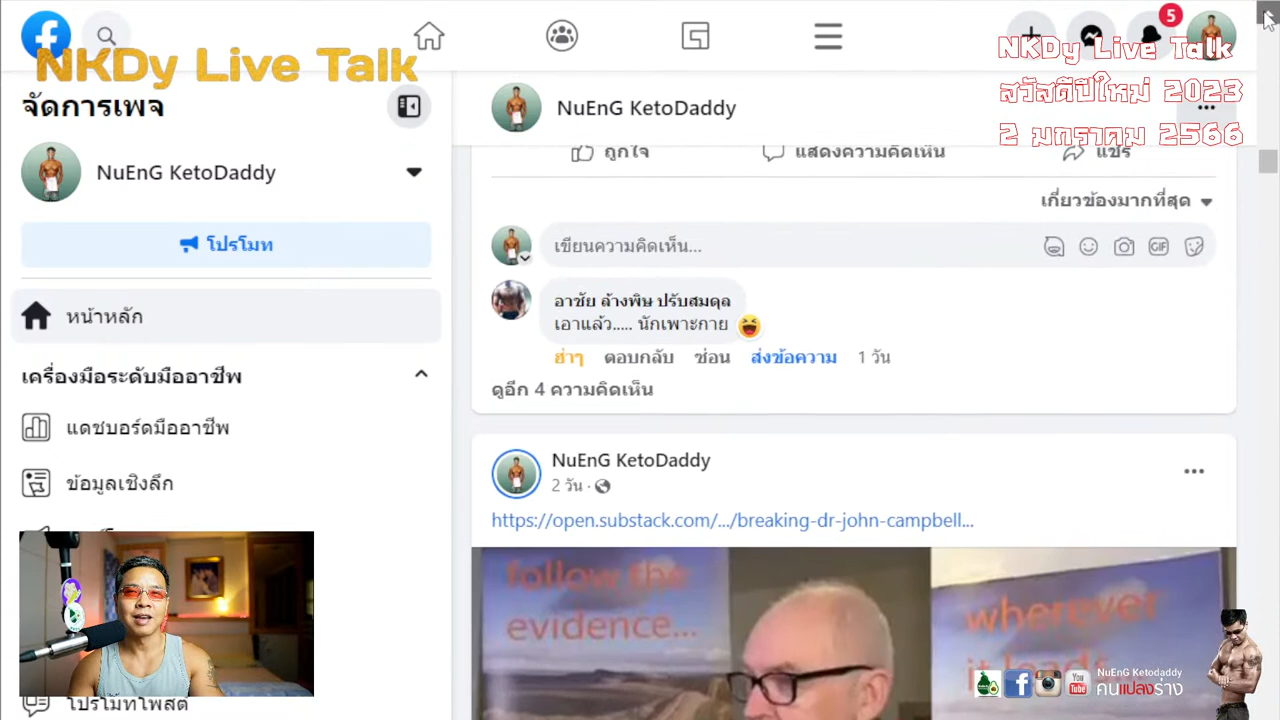 NKDy Live Talk
5
จัดการเพจ
NuEnG KetoDaddy
โปรโมท
หน้าหลัก
เครื่องมือระดับมืออาชีพ
แดชบอร์ดมืออาชีพ
ข้อมูลเชิงลึก
โปรโมทโพสต์
NuEnG KetoDaddy
NKDy Live Talk
สวัสดีปีใหม่ 2023
2 มกราคม 2566
ถูกใจ
แสดงความคิดเห็น
แชร์
เกี่ยวข้องมากที่สุด
เขียนความคิดเห็น...
GIF
อาชัย ล้างพิษ ปรับสมดุล
เอาแล้ว..... นักเพาะกาย
ฮ่าๆ ตอบกลับ ซ่อน ส่งข้อความ 1 วัน
ดูอีก 4 ความคิดเห็น
NuEnG KetoDaddy
2 วัน ·
https://open.substack.com/.../breaking-dr-john-campbell...
follow the
evidence...
wherever
it leads
NuEnG Ketodaddy
คนแปลงร่าง
You
Tube